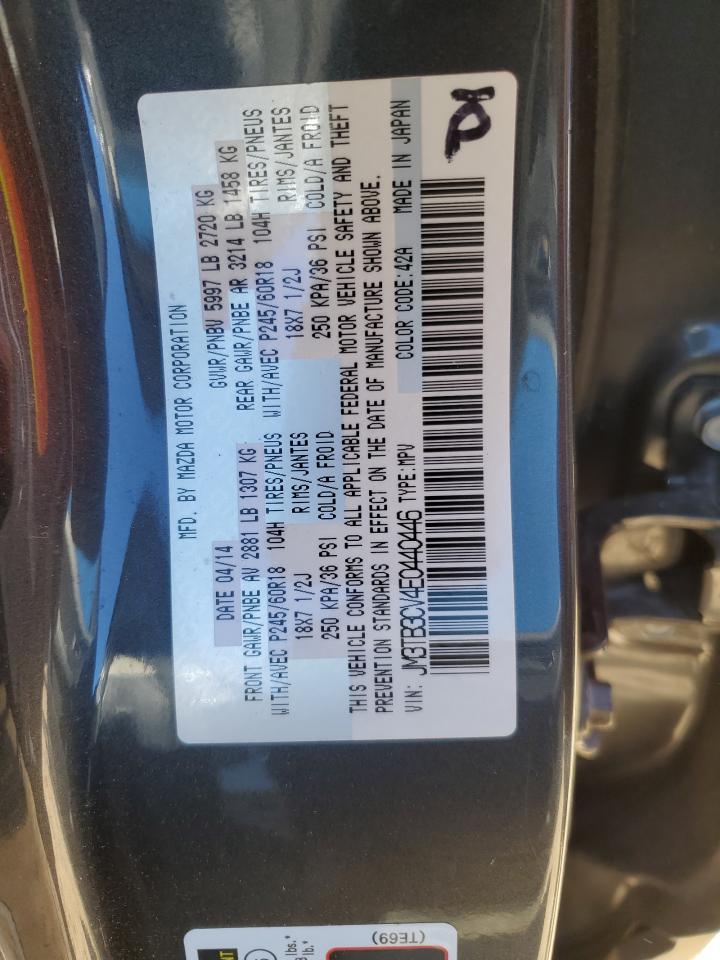 MFD. BY MAZDA MOTOR CORPORATION
DATE 04/14 GVWR/PNBV 5997 LB 2720 KG
FRONT GAWR/PNBE AV 2881 LB 1307 KG REAR GAWR/PNBE AR 3214 LB 1458 KG
WITH/AVEC P245/60R18 104H TIRES/PNEUS WITH/AVEC P245/60R18 104H TIRES/PNEUS
18X7 1/2J RIMS/JANTES 18X7 1/2J RIMS/JANTES
250 KPA/36 PSI COLD/A FROID 250 KPA/36 PSI COLD/A FROID
THIS VEHICLE CONFORMS TO ALL APPLICABLE FEDERAL MOTOR VEHICLE SAFETY AND THEFT
PREVENTION STANDARDS IN EFFECT ON THE DATE OF MANUFACTURE SHOWN ABOVE.
VIN: JM3TB3CV4E0440446 TYPE:MPV COLOR CODE:42A MADE IN JAPAN
(TE69)
lbs.*
lb.*